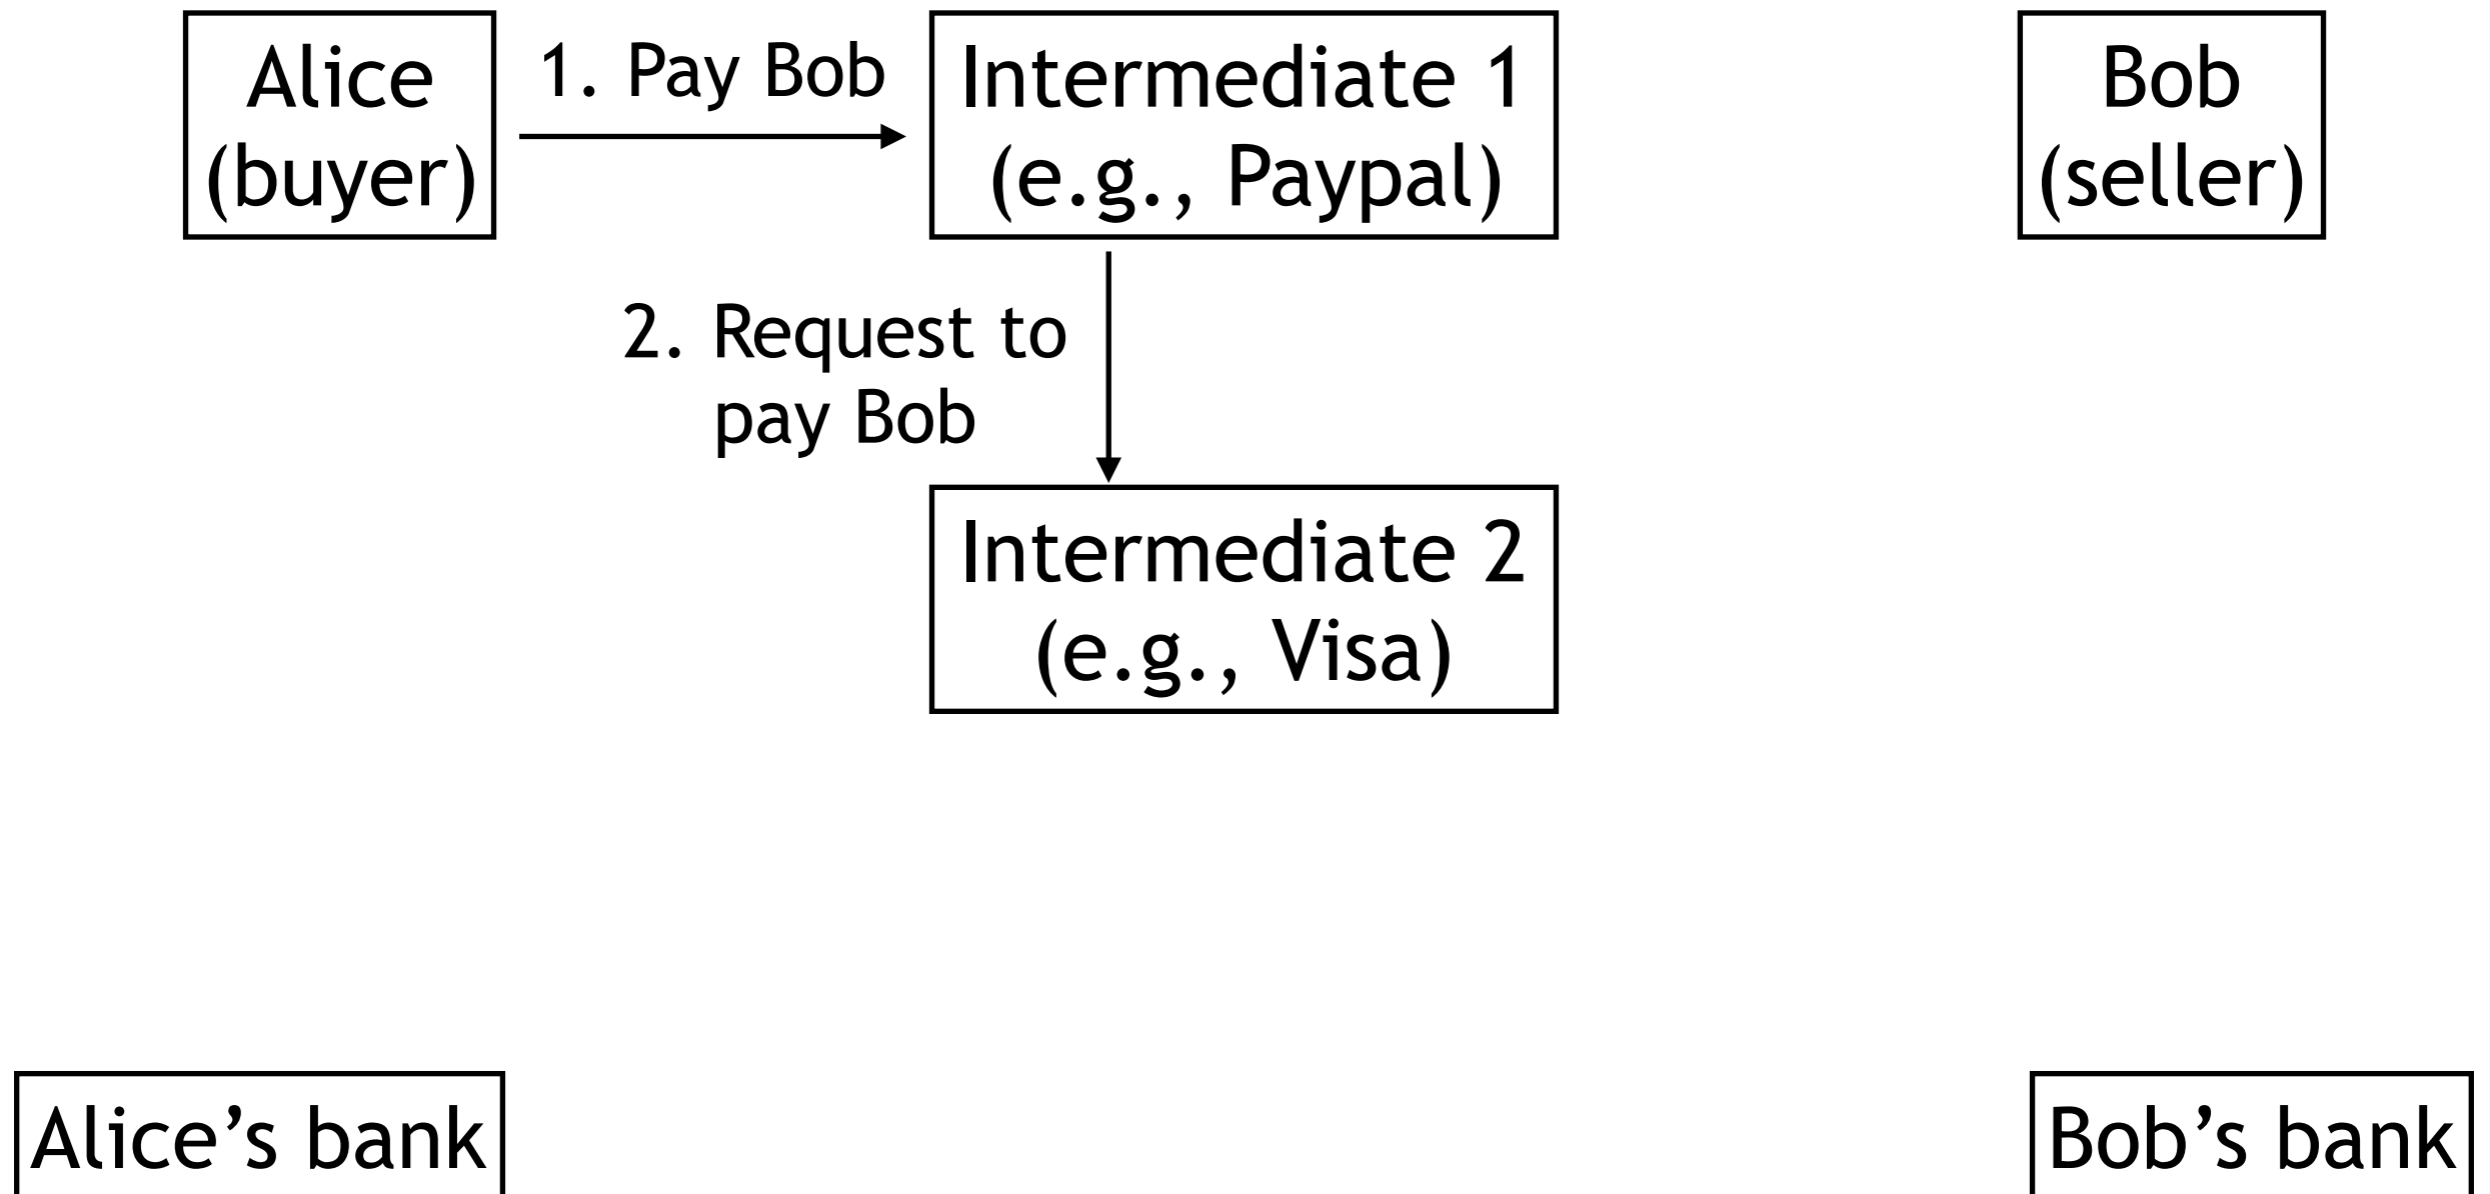 Alice
(buyer)
1. Pay Bob
Intermediate 1
(e.g., Paypal)
Bob
(seller)
2. Request to
pay Bob
Intermediate 2
(e.g., Visa)
Alice’s bank
Bob’s bank